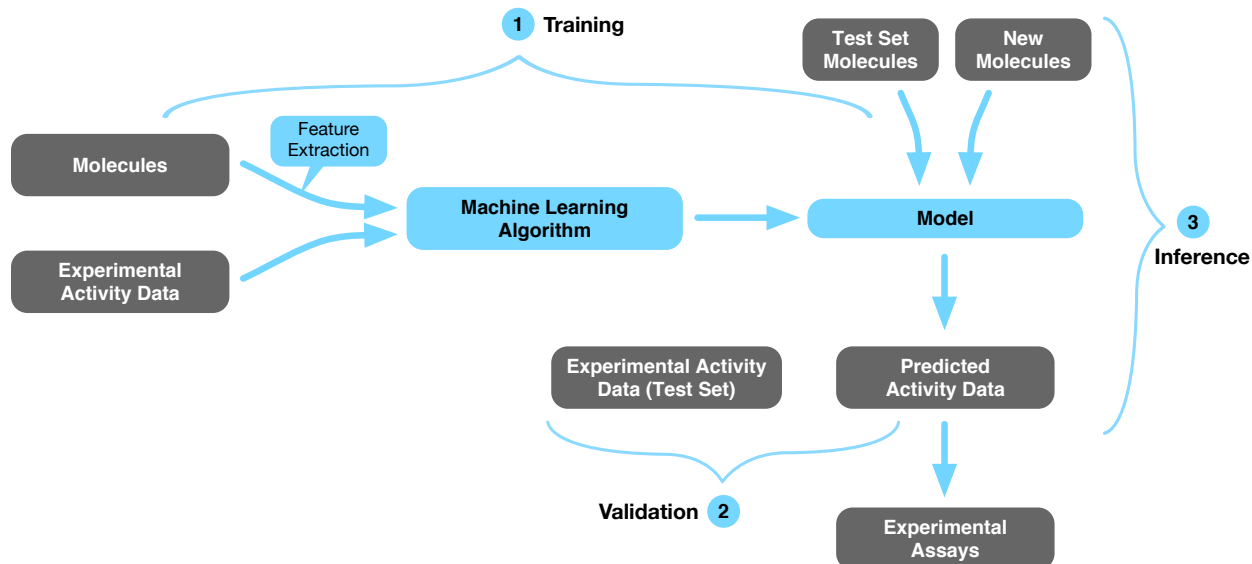 1 Training
Test Set
Molecules
New
Molecules
Feature
Extraction
Molecules
Machine Learning
Algorithm
Model
3
Inference
Experimental
Activity Data
Experimental Activity
Data (Test Set)
Predicted
Activity Data
Validation 2
Experimental
Assays